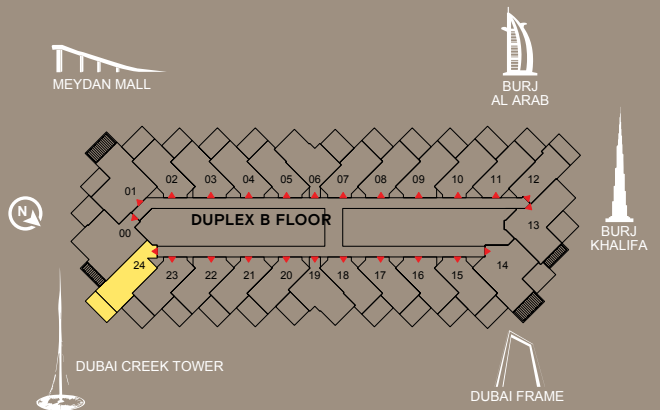 MEYDAN MALL
BURJ
AL ARAB
01 02 03 04 05 06 07 08 09 10 11 12
N
DUPLEX B FLOOR
00
13
BURJ
KHALIFA
24 23 22 21 20 19 18 17 16 15 14
DUBAI CREEK TOWER
DUBAI FRAME